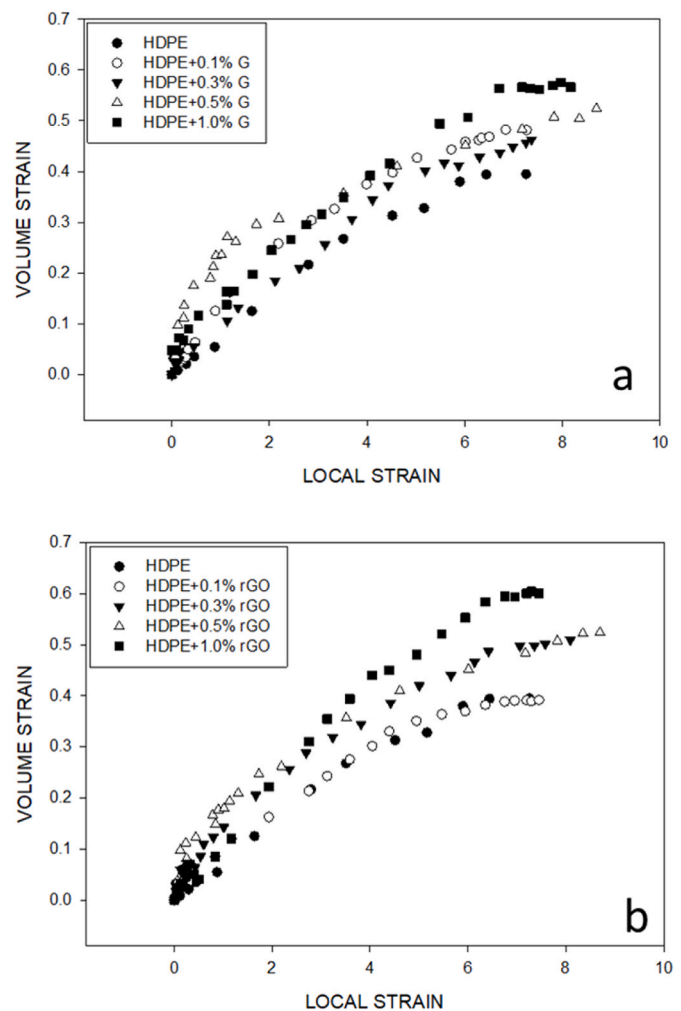 0.7
HDPE
HDPE+0.1% G
HDPE+0.3% G
HDPE+0.5% G
HDPE+1.0% G
0.6
0.5
0.4
0.3
0.2
0.1
0.0
VOLUME STRAIN
a
0 2 4 6 8 10
LOCAL STRAIN
0.7
HDPE
HDPE+0.1% rGO
HDPE+0.3% rGO
HDPE+0.5% rGO
HDPE+1.0% rGO
0.6
0.5
0.4
0.3
0.2
0.1
0.0
VOLUME STRAIN
b
0 2 4 6 8 10
LOCAL STRAIN